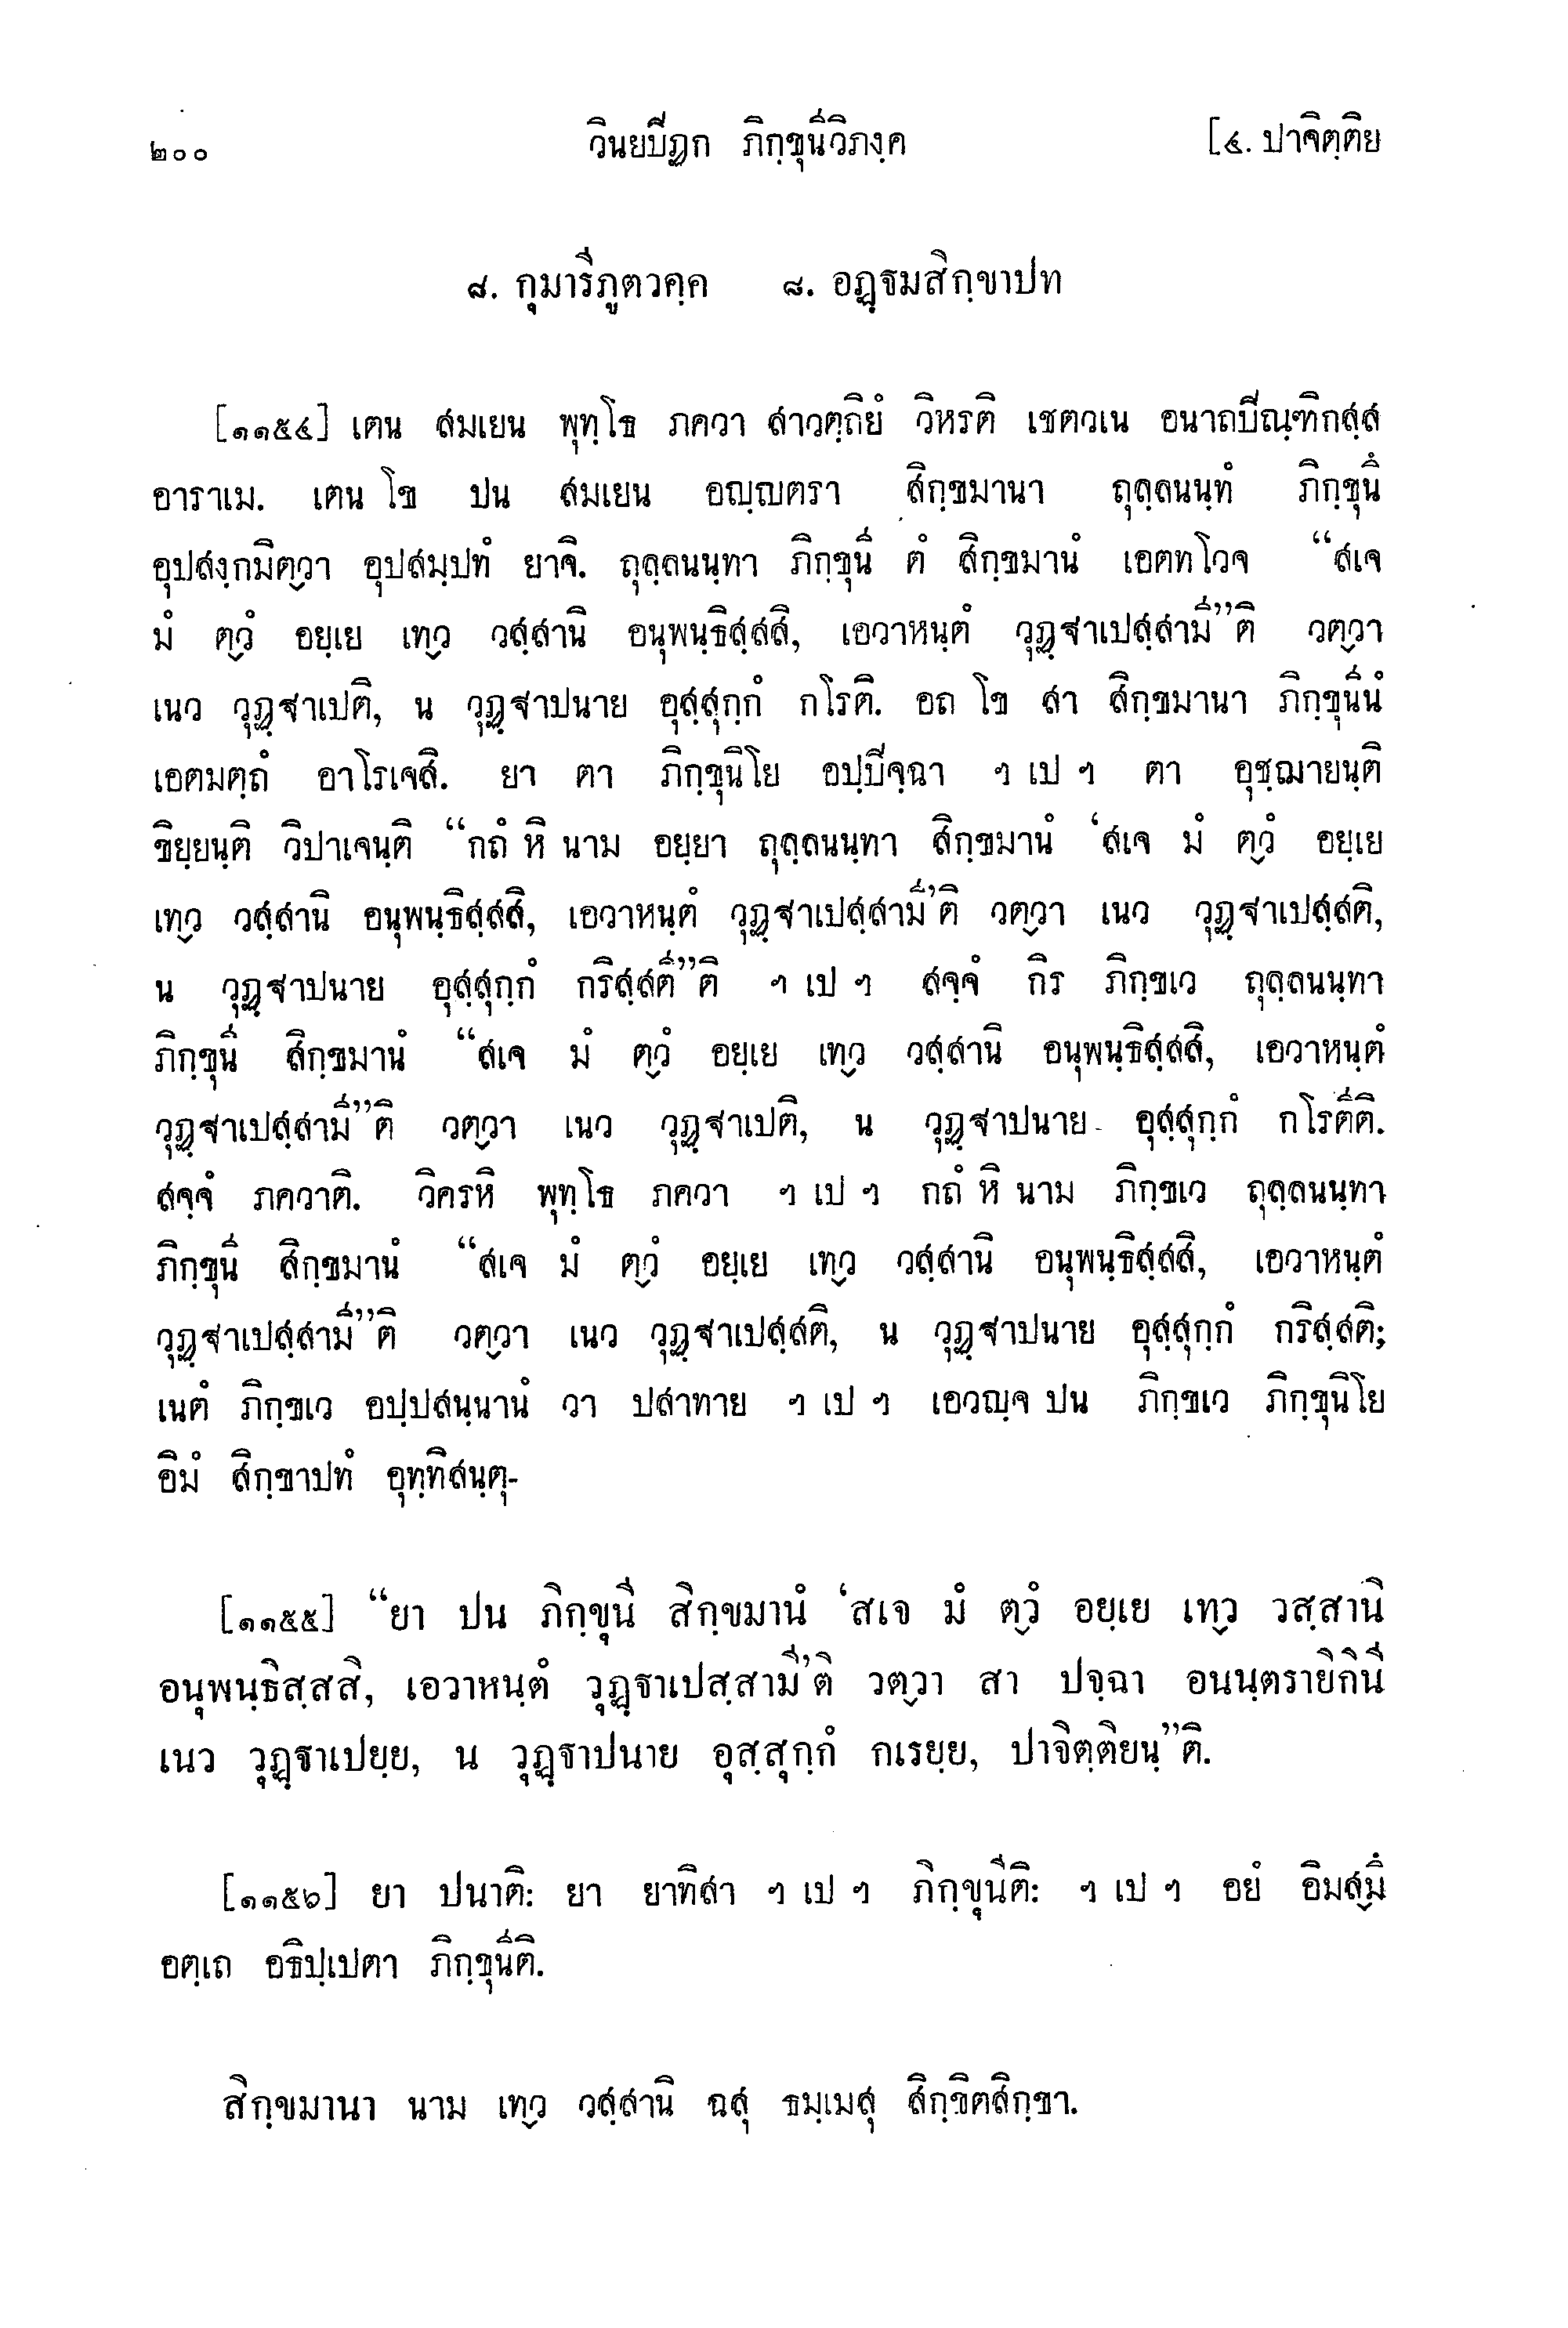 ๒๐๐ วินยปิฏก ภิกฺขุนีวิภงฺค [๔. ปาจิตฺติย
๘. กุมารีภูตวคฺค ๘. อฏฺฐมสิกฺขาปท
[๑๑๕๔] เตน สมเยน พุทฺโธ ภควา สาวตฺถิยํ วิหรติ เชตวเน อนาถปิณฺฑิกสฺส
อาราเม. เตน โข ปน สมเยน อญฺญตรา สิกฺขมานา ถุลฺลนนฺทํ ภิกฺขุนึ
อุปสงฺกมิตฺวา อุปสมฺปทํ ยาจิ. ถุลฺลนนฺทา ภิกฺขุนี ตํ สิกฺขมานํ เอตทโวจ “สเจ
มํ ตฺวํ อยฺเย เทฺว วสฺสานิ อนุพนฺธิสฺสสิ, เอวาหนฺตํ วุฏฺฐาเปสฺสามี”ติ วตฺวา
เนว วุฏฺฐาเปติ, น วุฏฺฐาปนาย อุสฺสุกฺกํ กโรติ. อถ โข สา สิกฺขมานา ภิกฺขุนีนํ
เอตมตฺถํ อาโรเจสิ. ยา ตา ภิกฺขุนิโย อปฺปิจฺฉา ฯ เป ฯ ตา อุชฺฌายนฺติ
ขิยฺยนฺติ วิปาเจนฺติ “กถํ หิ นาม อยฺยา ถุลฺลนนฺทา สิกฺขมานํ ‘สเจ มํ ตฺวํ อยฺเย
เทฺว วสฺสานิ อนุพนฺธิสฺสสิ, เอวาหนฺตํ วุฏฺฐาเปสฺสามี’ติ วตฺวา เนว วุฏฺฐาเปสฺสติ,
น วุฏฺฐาปนาย อุสฺสุกฺกํ กริสฺสตี”ติ ฯ เป ฯ สจฺจํ กิร ภิกฺขเว ถุลฺลนนฺทา
ภิกฺขุนี สิกฺขมานํ “สเจ มํ ตฺวํ อยฺเย เทฺว วสฺสานิ อนุพนฺธิสฺสสิ, เอวาหนฺตํ
วุฏฺฐาเปสฺสามี”ติ วตฺวา เนว วุฏฺฐาเปติ, น วุฏฺฐาปนาย อุสฺสุกฺกํ กโรตีติ.
สจฺจํ ภควาติ. วิครหิ พุทฺโธ ภควา ฯ เป ฯ กถํ หิ นาม ภิกฺขเว ถุลฺลนนฺทา
ภิกฺขุนี สิกฺขมานํ “สเจ มํ ตฺวํ อยฺเย เทฺว วสฺสานิ อนุพนฺธิสฺสสิ, เอวาหนฺตํ
วุฏฺฐาเปสฺสามี”ติ วตฺวา เนว วุฏฺฐาเปสฺสติ, น วุฏฺฐาปนาย อุสฺสุกฺกํ กริสฺสติ;
เนตํ ภิกฺขเว อปฺปสนฺนานํ วา ปสาทาย ฯ เป ฯ เอวญฺจ ปน ภิกฺขเว ภิกฺขุนิโย
อิมํ สิกฺขาปทํ อุทฺทิสนฺตุ-
[๑๑๕๕] “ยา ปน ภิกฺขุนี สิกฺขมานํ ‘สเจ มํ ตฺวํ อยฺเย เทฺว วสฺสานิ
อนุพนฺธิสฺสสิ, เอวาหนฺตํ วุฏฺฐาเปสฺสามี’ติ วตฺวา สา ปจฺฉา อนนฺตรายิกินี
เนว วุฏฺฐาเปยฺย, น วุฏฺฐาปนาย อุสฺสุกฺกํ กเรยฺย, ปาจิตฺติยนฺ”ติ.
[๑๑๕๖] ยา ปนาติ: ยา ยาทิสา ฯ เป ฯ ภิกฺขุนีติ: ฯ เป ฯ อยํ อิมสฺมึ
อตฺเถ อธิปฺเปตา ภิกฺขุนีติ.
สิกฺขมานา นาม เทฺว วสฺสานิ ฉสุ ธมฺเมสุ สิกฺขิตสิกฺขา.